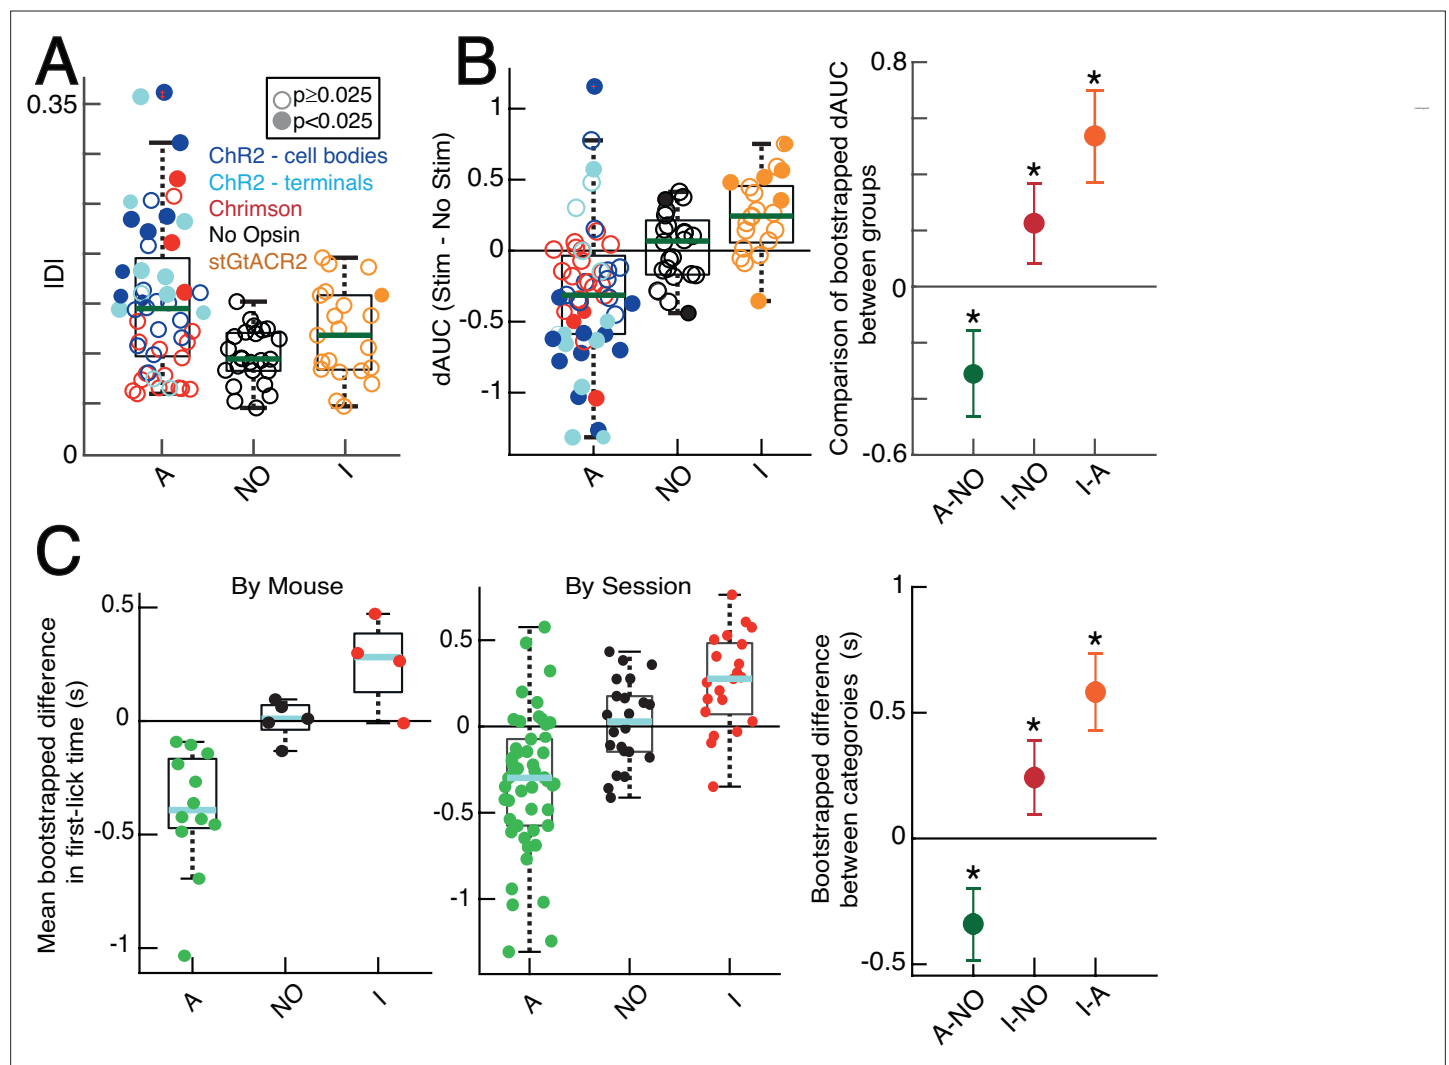 A
0.35
0
IDI
p≥0.025
p<0.025
ChR2 - cell bodies
ChR2 - terminals
Chrimson
No Opsin
stGtACR2
A
NO
I
B
dAUC (Stim - No Stim)
1
0.5
0
-0.5
-1
A
NO
I
Comparison of bootstrapped dAUC
between groups
0.8
0
-0.6
*
*
*
A-NO
I-NO
I-A
C
By Mouse
Mean bootstrapped difference
in first-lick time (s)
0.5
0
-0.5
-1
A
NO
I
By Session
0.5
0
-0.5
-1
A
NO
I
Bootstrapped difference
between categroies (s)
1
0.5
0
-0.5
*
*
*
A-NO
I-NO
I-A